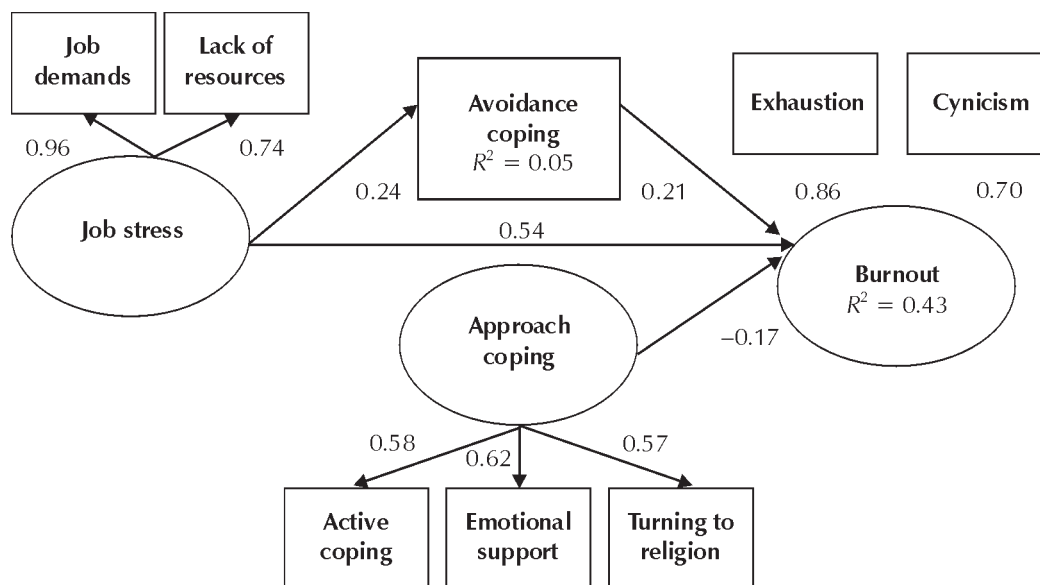 Job
demands
Lack of
resources
Avoidance
coping
R² = 0.05
Exhaustion
Cynicism
0.96
0.74
0.24
0.21
0.86
0.70
Job stress
0.54
Burnout
R² = 0.43
Approach
coping
−0.17
0.58
0.62
0.57
Active
coping
Emotional
support
Turning to
religion